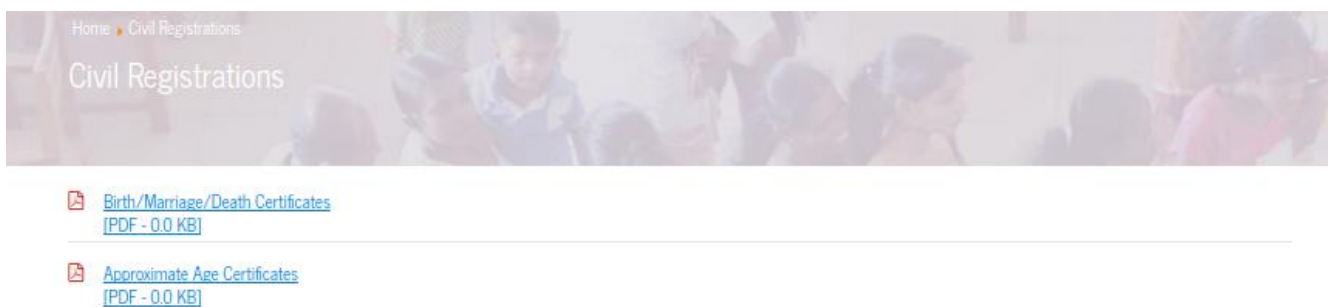 Home ▸ Civil Registrations
Civil Registrations
Birth/Marriage/Death Certificates
[PDF - 0.0 KB]
Approximate Age Certificates
[PDF - 0.0 KB]